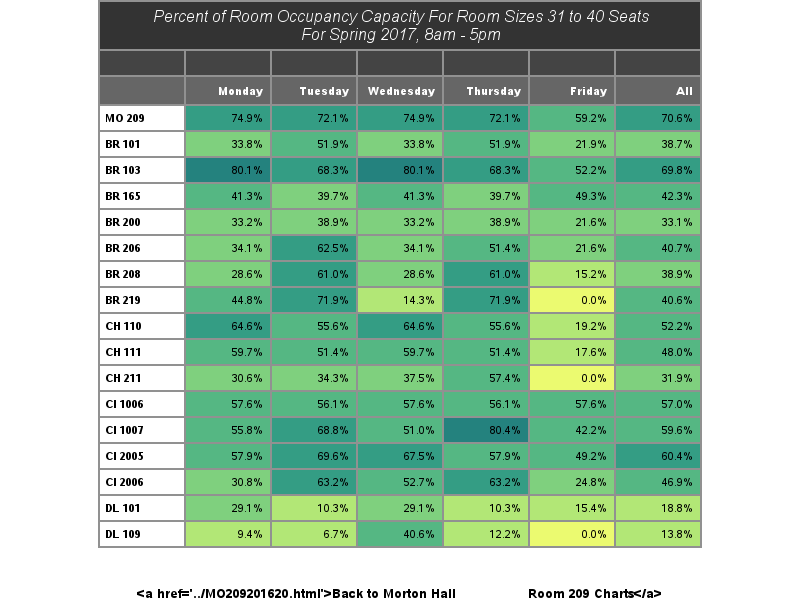 Percent of Room Occupancy Capacity For Room Sizes 31 to 40 Seats
For Spring 2017, 8am - 5pm
Monday Tuesday Wednesday Thursday Friday All
MO 209 74.9% 72.1% 74.9% 72.1% 59.2% 70.6%
BR 101 33.8% 51.9% 33.8% 51.9% 21.9% 38.7%
BR 103 80.1% 68.3% 80.1% 68.3% 52.2% 69.8%
BR 165 41.3% 39.7% 41.3% 39.7% 49.3% 42.3%
BR 200 33.2% 38.9% 33.2% 38.9% 21.6% 33.1%
BR 206 34.1% 62.5% 34.1% 51.4% 21.6% 40.7%
BR 208 28.6% 61.0% 28.6% 61.0% 15.2% 38.9%
BR 219 44.8% 71.9% 14.3% 71.9% 0.0% 40.6%
CH 110 64.6% 55.6% 64.6% 55.6% 19.2% 52.2%
CH 111 59.7% 51.4% 59.7% 51.4% 17.6% 48.0%
CH 211 30.6% 34.3% 37.5% 57.4% 0.0% 31.9%
CI 1006 57.6% 56.1% 57.6% 56.1% 57.6% 57.0%
CI 1007 55.8% 68.8% 51.0% 80.4% 42.2% 59.6%
CI 2005 57.9% 69.6% 67.5% 57.9% 49.2% 60.4%
CI 2006 30.8% 63.2% 52.7% 63.2% 24.8% 46.9%
DL 101 29.1% 10.3% 29.1% 10.3% 15.4% 18.8%
DL 109 9.4% 6.7% 40.6% 12.2% 0.0% 13.8%
<a href='../MO209201620.html'>Back to Morton Hall Room 209 Charts</a>